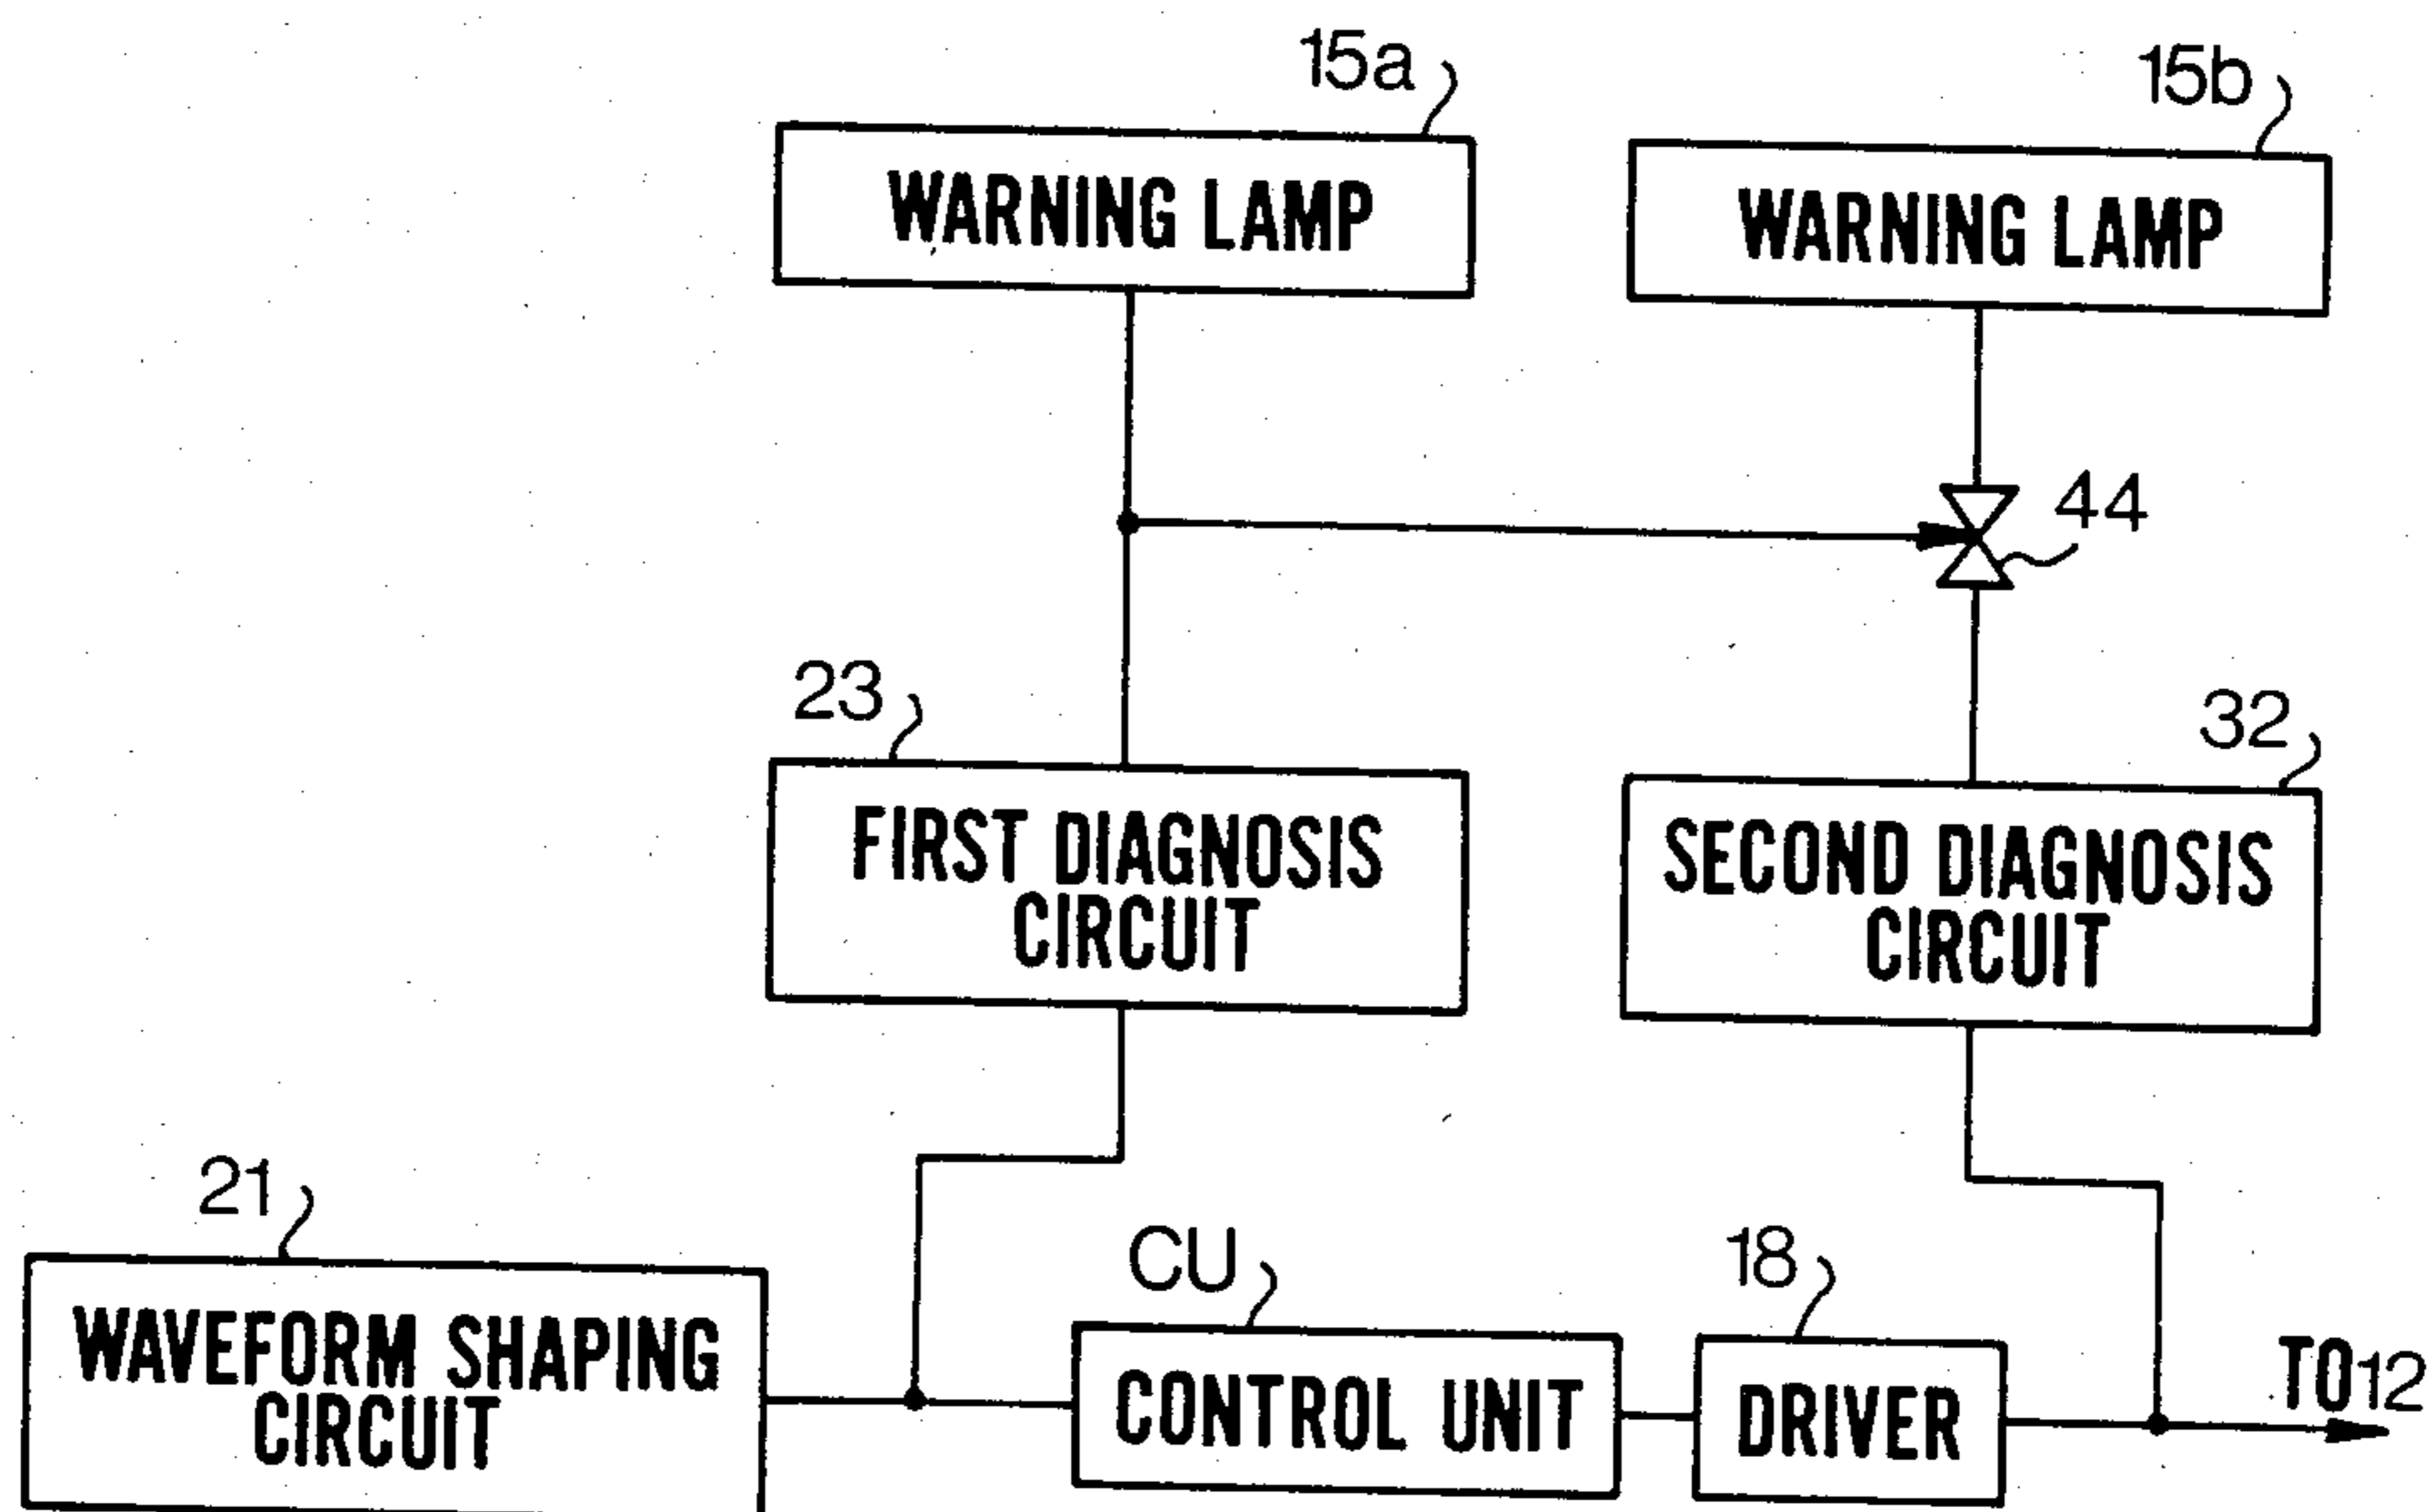 15a
15b
WARNING LAMP
WARNING LAMP
44
23
32
FIRST DIAGNOSIS
CIRCUIT
SECOND DIAGNOSIS
CIRCUIT
21
CU
18
WAVEFORM SHAPING
CIRCUIT
CONTROL UNIT
DRIVER
TO12